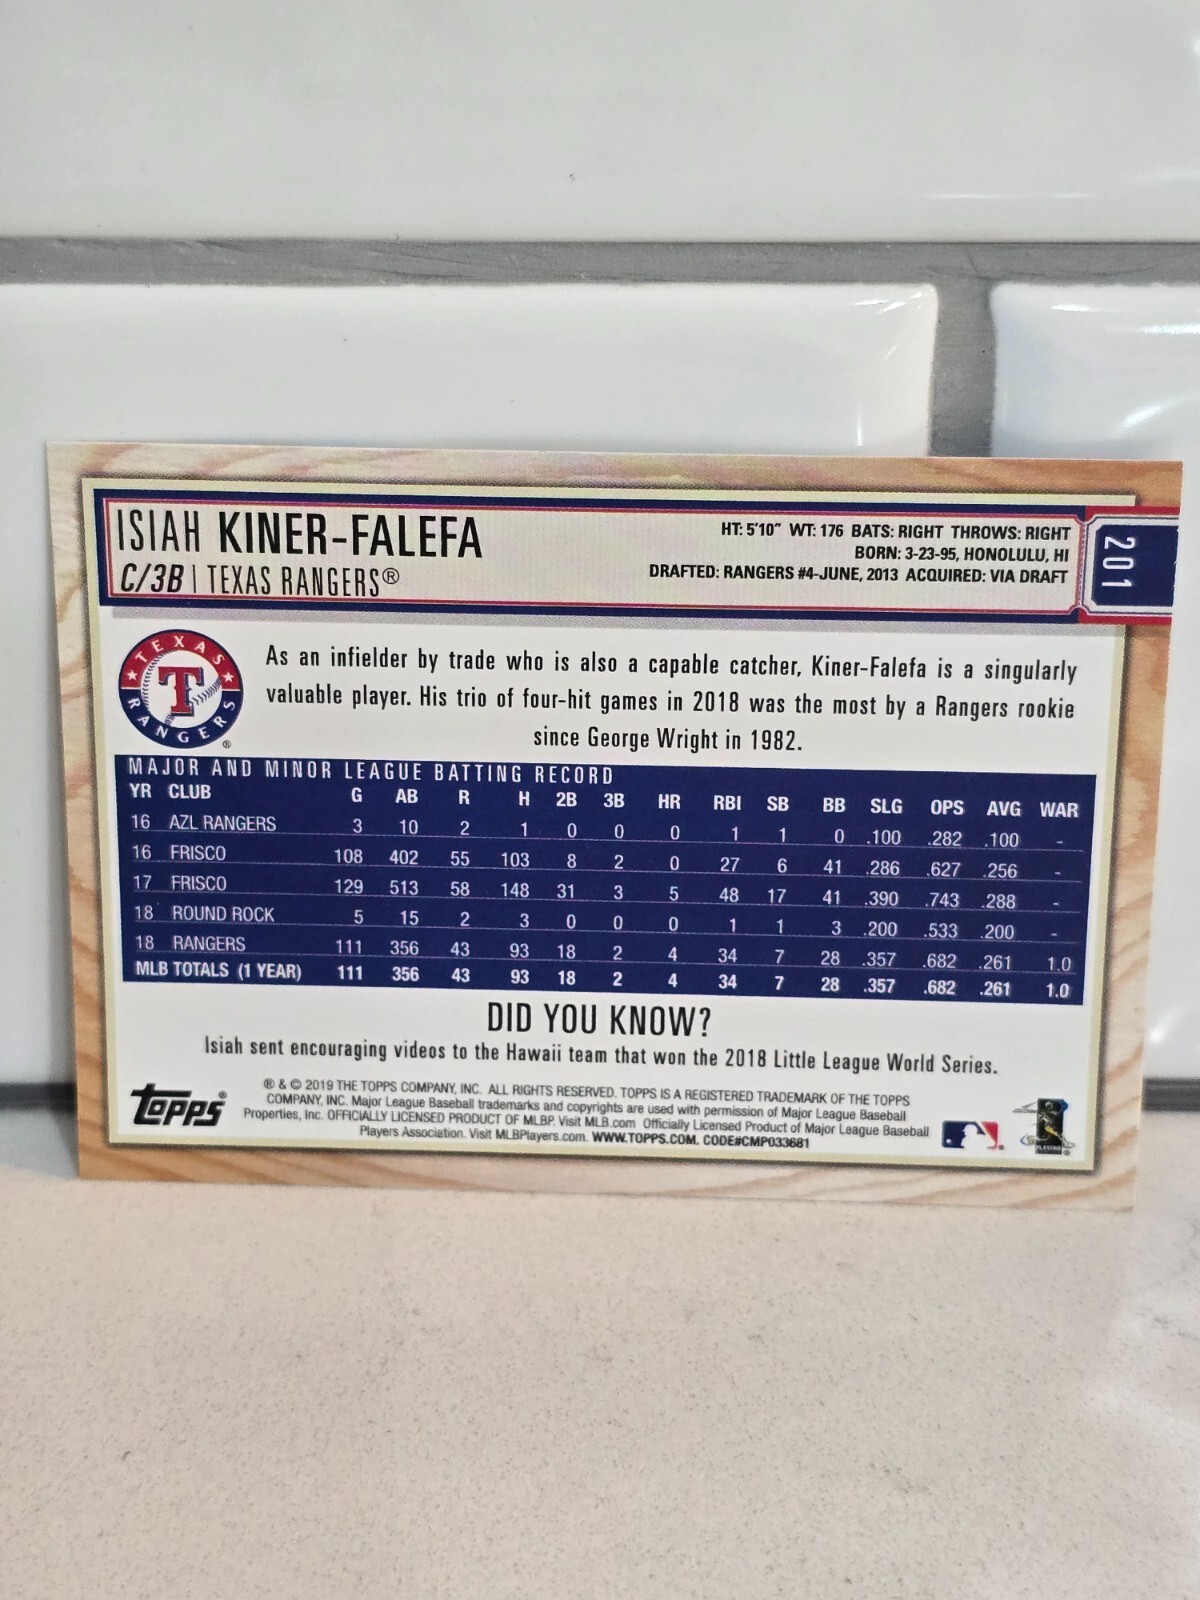 ISIAH KINER-FALEFA
C/3B | TEXAS RANGERS®
HT: 5'10" WT: 176 BATS: RIGHT THROWS: RIGHT
BORN: 3-23-95, HONOLULU, HI
DRAFTED: RANGERS #4-JUNE, 2013 ACQUIRED: VIA DRAFT
201
TEXAS
T
RANGERS
®
As an infielder by trade who is also a capable catcher, Kiner-Falefa is a singularly
valuable player. His trio of four-hit games in 2018 was the most by a Rangers rookie
since George Wright in 1982.
MAJOR AND MINOR LEAGUE BATTING RECORD
YR CLUB G AB R H 2B 3B HR RBI SB BB SLG OPS AVG WAR
16 AZL RANGERS 3 10 2 1 0 0 0 1 1 0 .100 .282 .100 -
16 FRISCO 108 402 55 103 8 2 0 27 6 41 .286 .627 .256 -
17 FRISCO 129 513 58 148 31 3 5 48 17 41 .390 .743 .288 -
18 ROUND ROCK 5 15 2 3 0 0 0 1 1 3 .200 .533 .200 -
18 RANGERS 111 356 43 93 18 2 4 34 7 28 .357 .682 .261 1.0
MLB TOTALS (1 YEAR) 111 356 43 93 18 2 4 34 7 28 .357 .682 .261 1.0
DID YOU KNOW?
Isiah sent encouraging videos to the Hawaii team that won the 2018 Little League World Series.
Topps®
® & © 2019 THE TOPPS COMPANY, INC. ALL RIGHTS RESERVED. TOPPS IS A REGISTERED TRADEMARK OF THE TOPPS
COMPANY, INC. Major League Baseball trademarks and copyrights are used with permission of Major League Baseball
Properties, Inc. OFFICIALLY LICENSED PRODUCT OF MLBP. Visit MLB.com Officially Licensed Product of Major League Baseball
Players Association. Visit MLBPlayers.com. WWW.TOPPS.COM. CODE#CMP033681